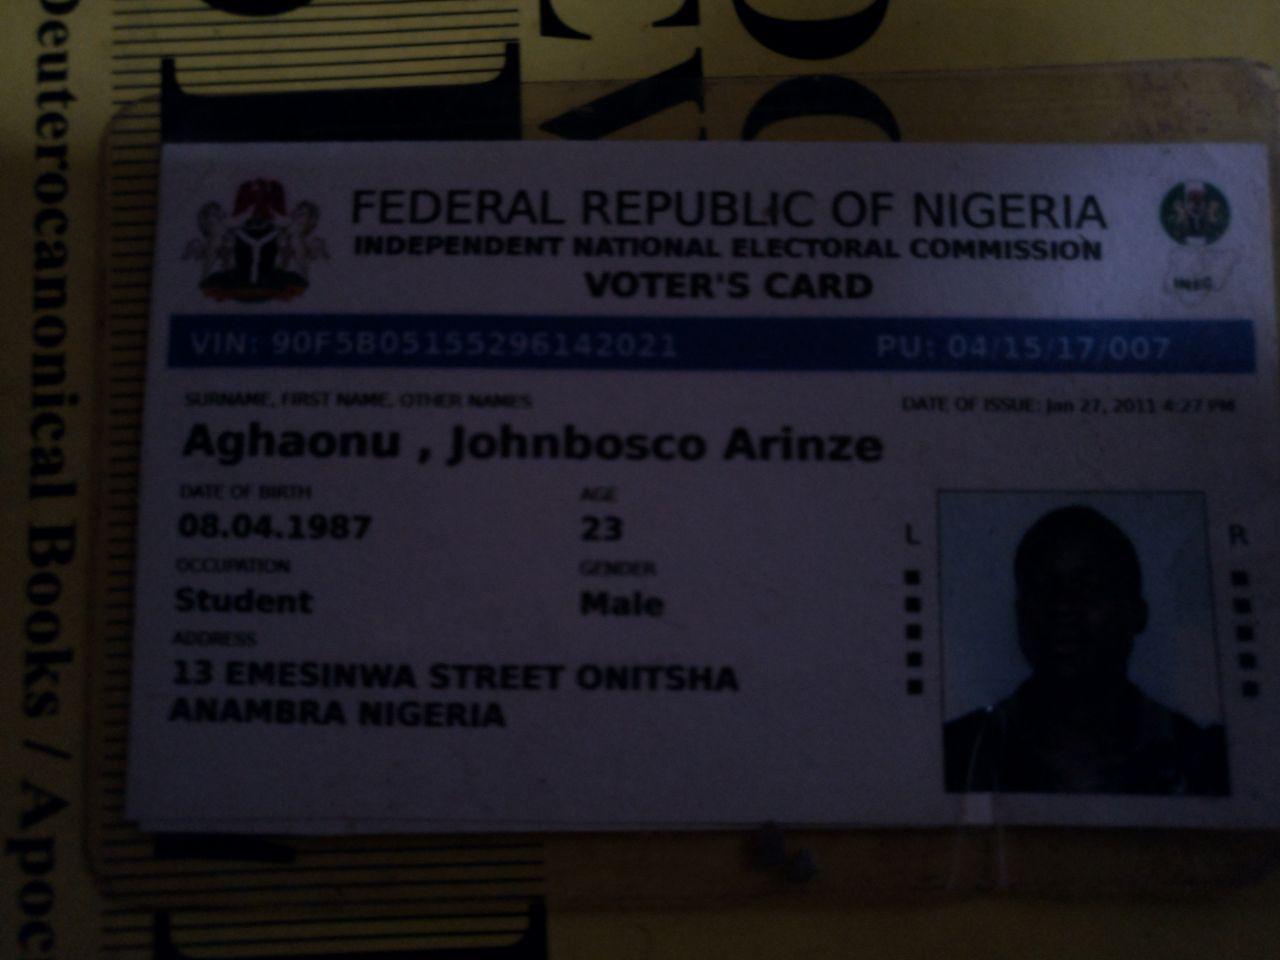 FEDERAL REPUBLIC OF NIGERIA
INDEPENDENT NATIONAL ELECTORAL COMMISSION
VOTER'S CARD
INEC
VIN: 90F5B05155296142021 PU: 04/15/17/007
SURNAME, FIRST NAME, OTHER NAMES DATE OF ISSUE: Jan 27, 2011 4:27 PM
Aghaonu , Johnbosco Arinze
DATE OF BIRTH AGE
08.04.1987 23
L R
OCCUPATION GENDER
Student Male
ADDRESS
13 EMESINWA STREET ONITSHA
ANAMBRA NIGERIA
Deuterocannonical Books / Apoc